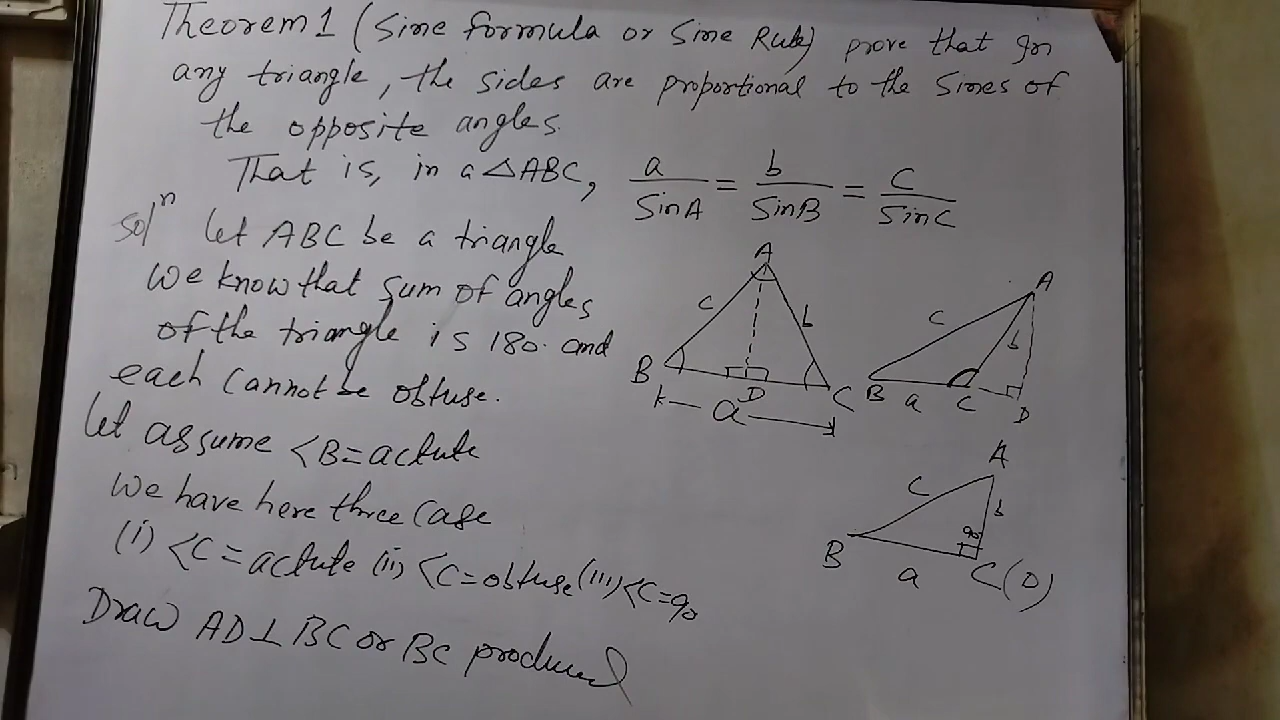 Theorem 1 (Sine formula or Sine Rule) prove that In
any triangle, the sides are proportional to the Sines of
the opposite angles.
That is, in a △ABC, a/SinA = b/SinB = c/SinC
solⁿ let ABC be a triangle
We know that sum of angles
of the triangle is 180. and
each cannot be obtuse.
let assume <B=actute
We have here three case
(i) <C=actute (ii) <C=obtuse (iii) <C=90
Draw AD⊥BC or BC produced
A
c
b
B
D
C
a
A
c
b
B
a
C
D
A
c
b
90
B
a
C(D)